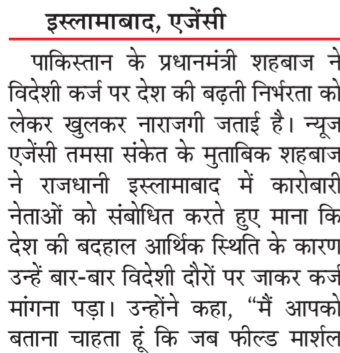 इस्लामाबाद, एजेंसी
पाकिस्तान के प्रधानमंत्री शहबाज ने
विदेशी कर्ज पर देश की बढ़ती निर्भरता को
लेकर खुलकर नाराजगी जताई है। न्यूज
एजेंसी तमसा संकेत के मुताबिक शहबाज
ने राजधानी इस्लामाबाद में कारोबारी
नेताओं को संबोधित करते हुए माना कि
देश की बदहाल आर्थिक स्थिति के कारण
उन्हें बार-बार विदेशी दौरों पर जाकर कर्ज
मांगना पड़ा। उन्होंने कहा, “मैं आपको
बताना चाहता हूं कि जब फील्ड मार्शल